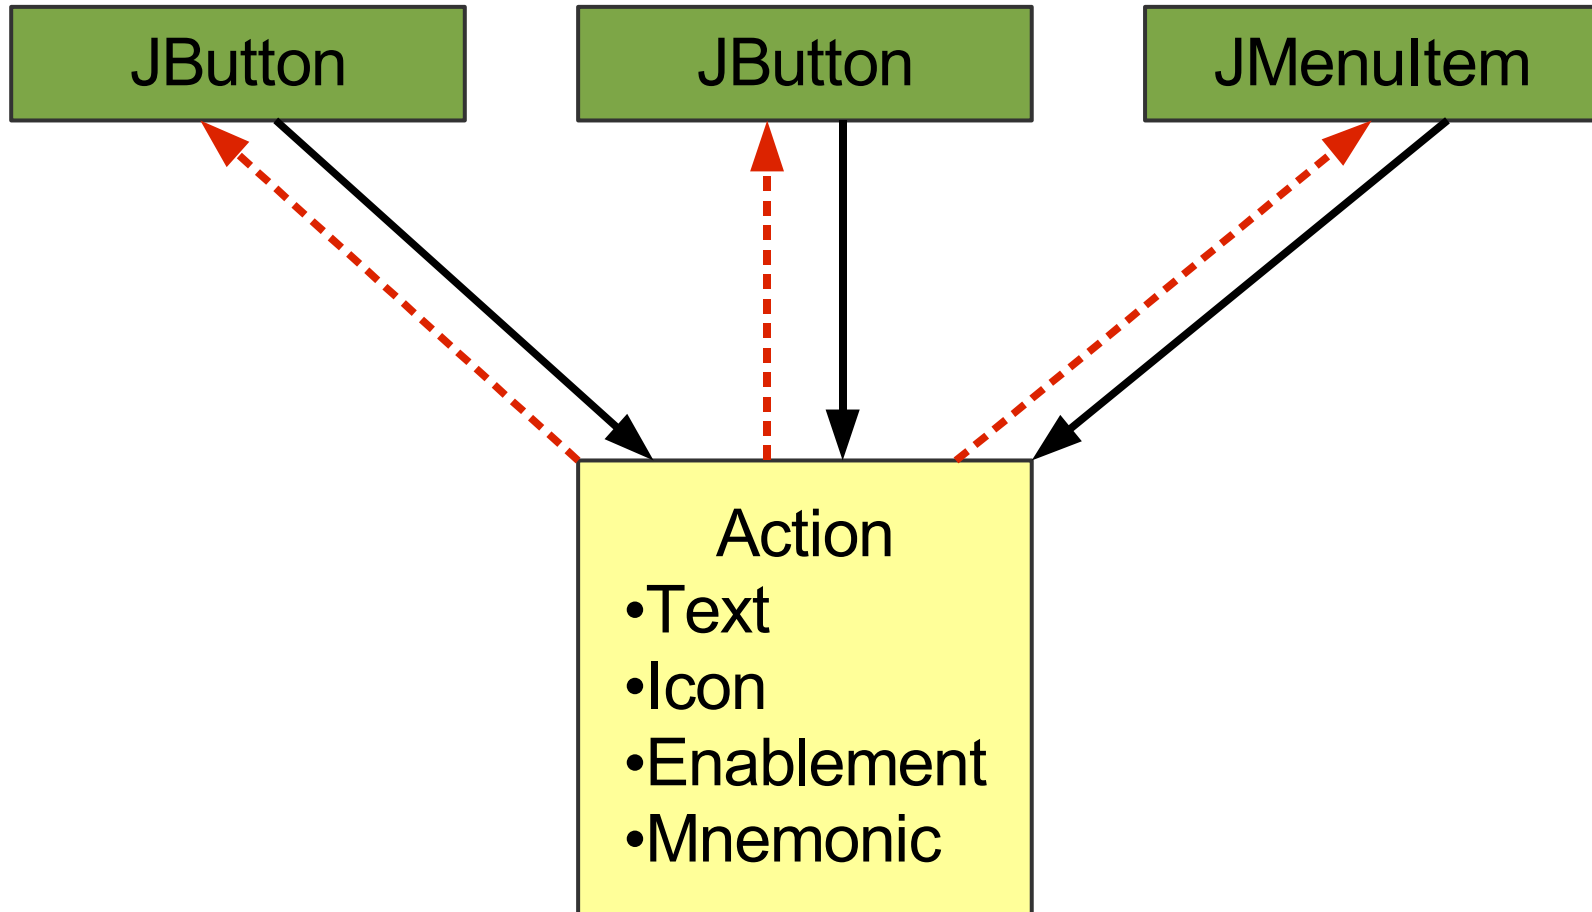 JButton
JButton
JMenuItem
Action
•Text
•Icon
•Enablement
•Mnemonic